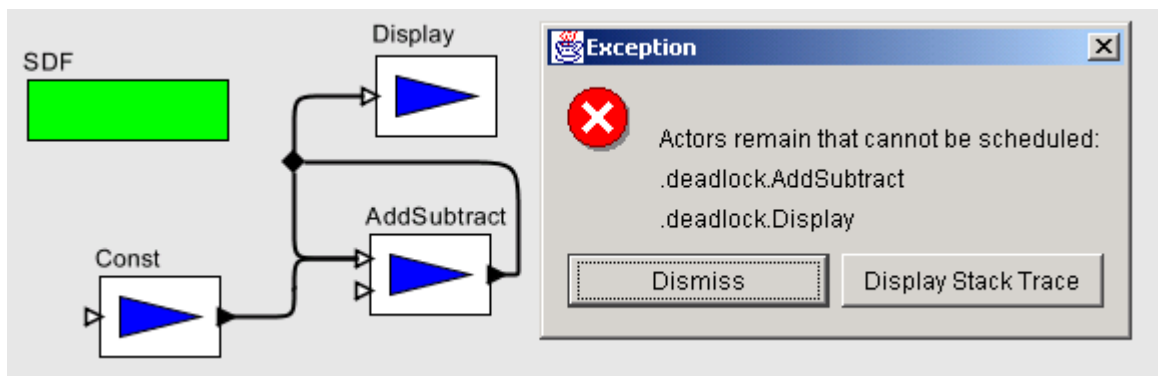 SDF
Display
AddSubtract
Const
Exception
Actors remain that cannot be scheduled:
.deadlock.AddSubtract
.deadlock.Display
Dismiss
Display Stack Trace